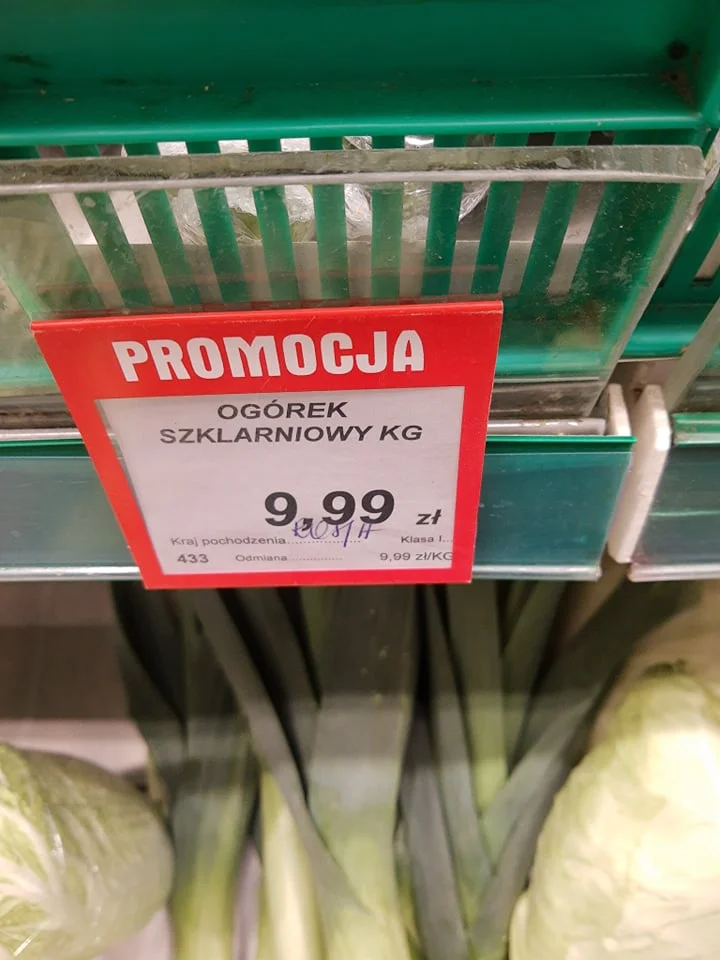 PROMOCJA
OGÓREK
SZKLARNIOWY KG
9,99 zł
Kraj pochodzenia....ROSJA.... Klasa I...
433 Odmiana............... 9,99 zł/KG